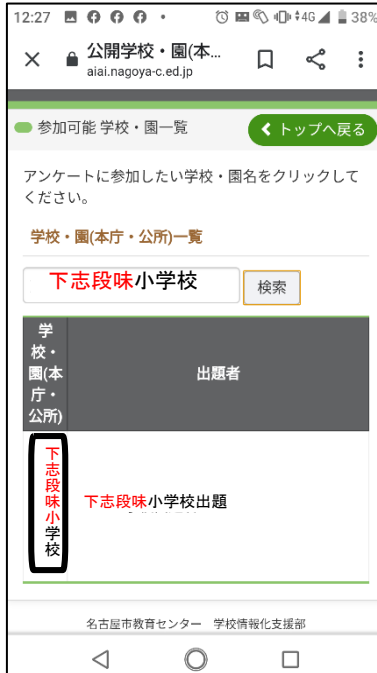 12:27
4G
38%
公開学校・園(本...
aiai.nagoya-c.ed.jp
参加可能 学校・園一覧
トップへ戻る
アンケートに参加したい学校・園名をクリックして
ください。
学校・園(本庁・公所)一覧
下志段味小学校
検索
学
校・
園(本
庁・
公所)
出題者
下志段味小学校
下志段味小学校出題
名古屋市教育センター 学校情報化支援部